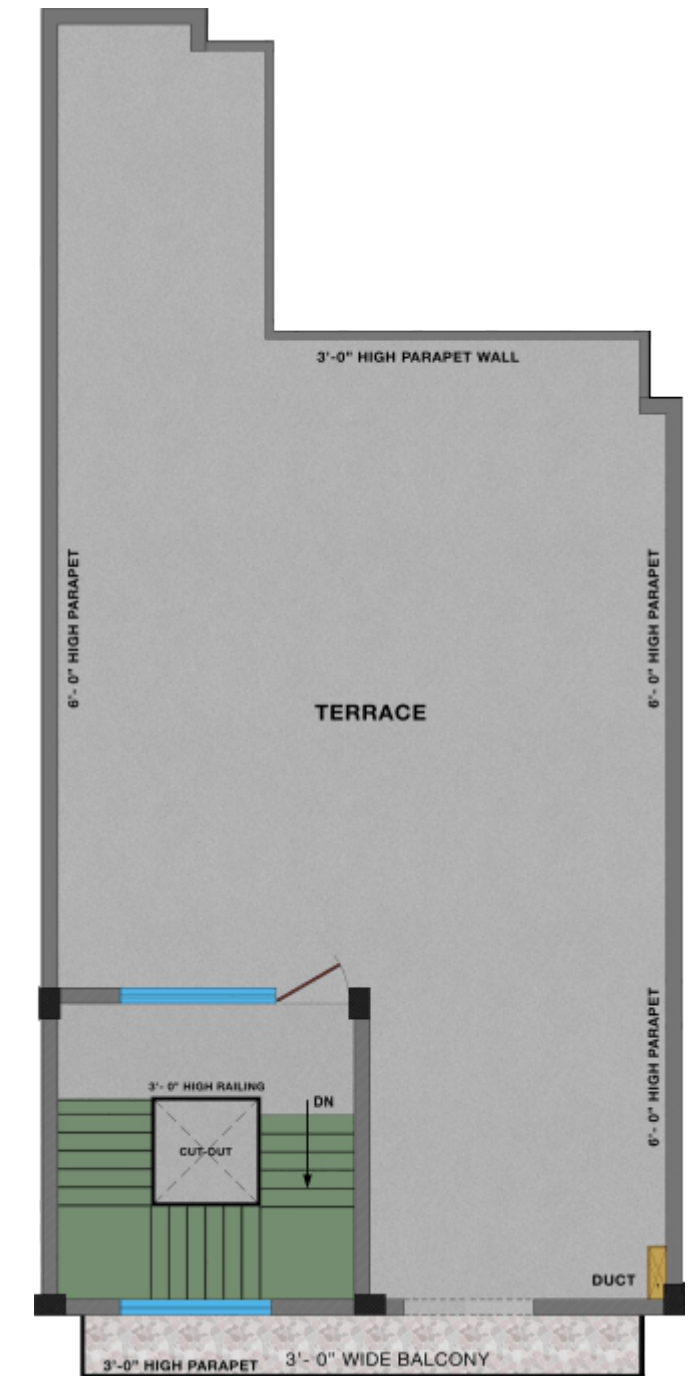 3'-0" HIGH PARAPET WALL
6'- 0" HIGH PARAPET
6'- 0" HIGH PARAPET
TERRACE
6'- 0" HIGH PARAPET
3'- 0" HIGH RAILING
DN
CUT-DUT
DUCT
3'-0" HIGH PARAPET
3'- 0" WIDE BALCONY